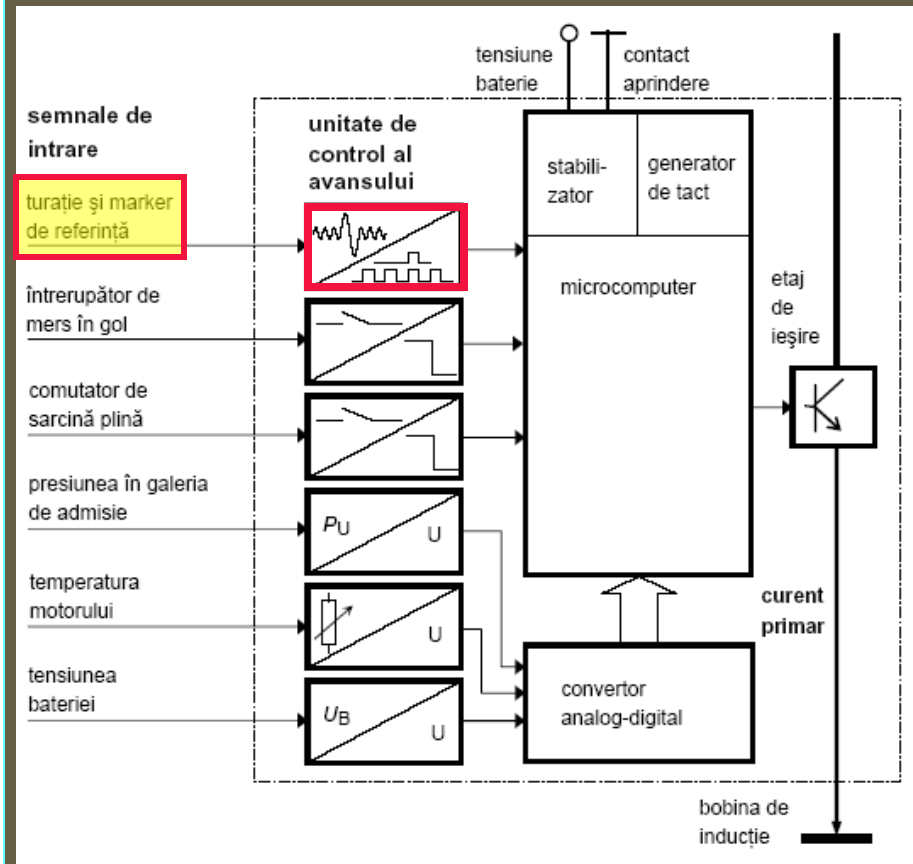 tensiune
baterie
contact
aprindere
semnale de
intrare
unitate de
control al
avansului
stabili-
zator
generator
de tact
turație şi marker
de referință
microcomputer
etaj
de
ieşire
întrerupător de
mers în gol
comutator de
sarcină plină
presiunea în galeria
de admisie
PU
U
temperatura
motorului
U
curent
primar
tensiunea
bateriei
UB
U
convertor
analog-digital
bobina de
inducție